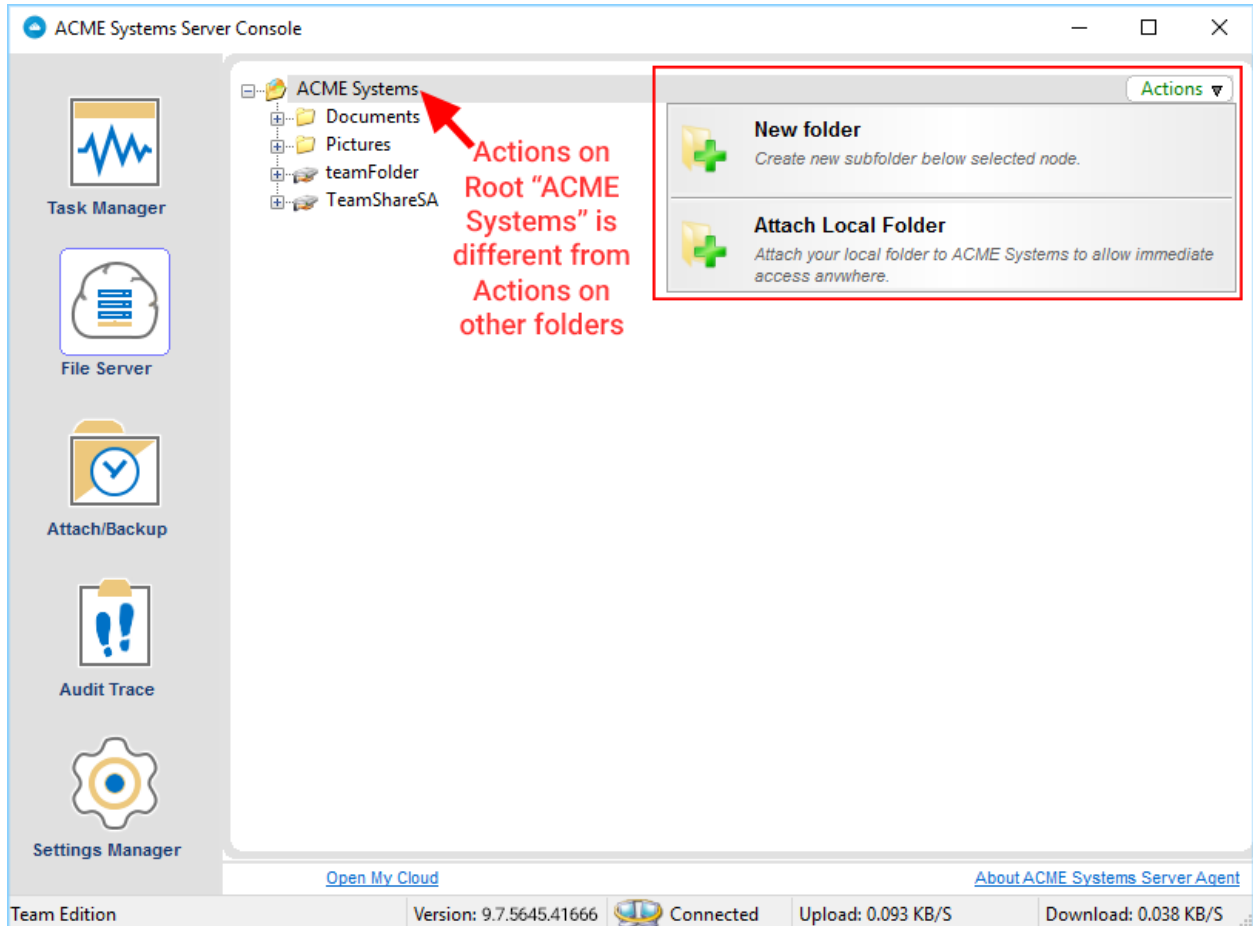 ACME Systems Server Console
ACME Systems
Actions
Documents
Pictures
teamFolder
TeamShareSA
Actions on
Root “ACME
Systems” is
different from
Actions on
other folders
New folder
Create new subfolder below selected node.
Attach Local Folder
Attach your local folder to ACME Systems to allow immediate
access anywhere.
Task Manager
File Server
Attach/Backup
Audit Trace
Settings Manager
Open My Cloud
About ACME Systems Server Agent
Team Edition
Version: 9.7.5645.41666
Connected
Upload: 0.093 KB/S
Download: 0.038 KB/S